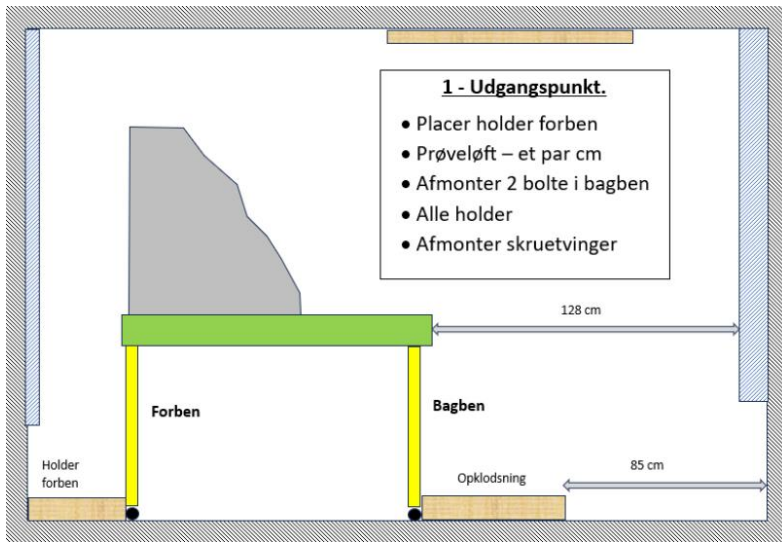 1 - Udgangspunkt.
● Placer holder forben
● Prøveløft – et par cm
● Afmonter 2 bolte i bagben
● Alle holder
● Afmonter skruetvinger
128 cm
Forben
Bagben
Holder
forben
Opklodsning
85 cm